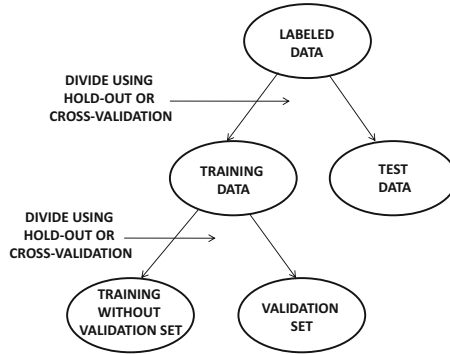 LABELED
DATA
DIVIDE USING
HOLD-OUT OR
CROSS-VALIDATION
TRAINING
DATA
TEST
DATA
DIVIDE USING
HOLD-OUT OR
CROSS-VALIDATION
TRAINING
WITHOUT
VALIDATION SET
VALIDATION
SET